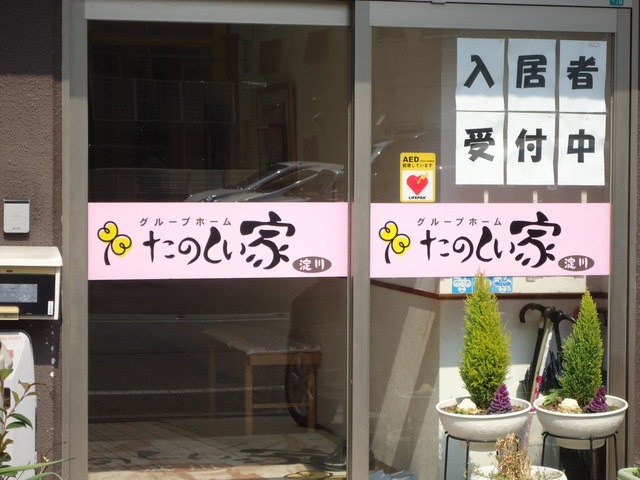 入居者
受付中
AED
設置しています
LIFEPAK
グループホーム
たのしい家
淀川
グループホーム
たのしい家
淀川